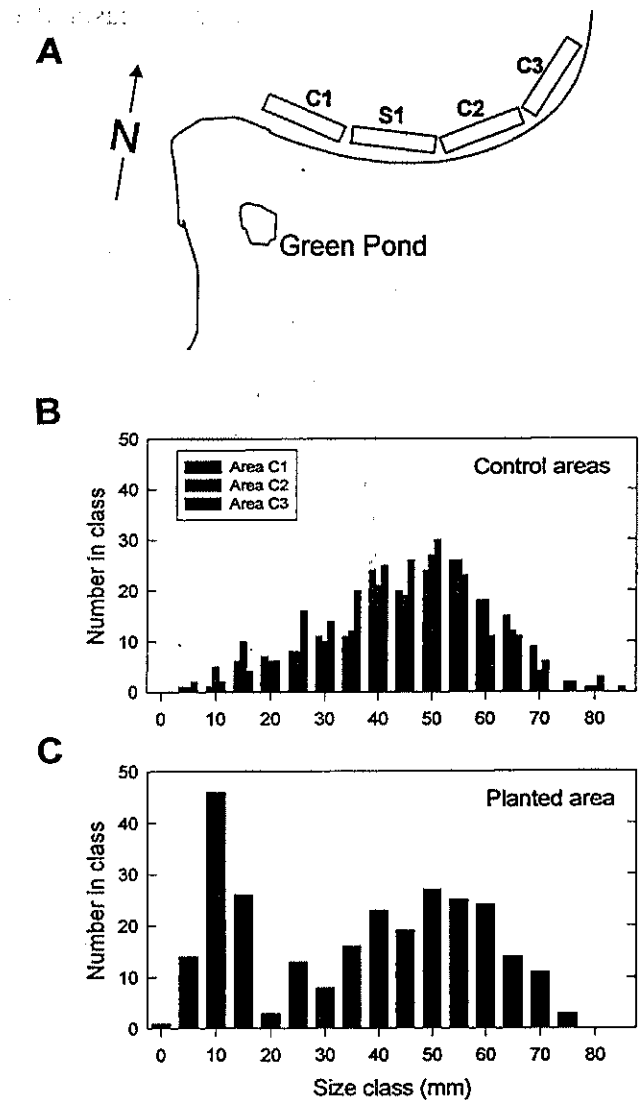 A
N
C1
S1
C2
C3
Green Pond
B
50
40
30
20
10
0
Number in class
Area C1
Area C2
Area C3
Control areas
0 10 20 30 40 50 60 70 80
C
50
40
30
20
10
0
Number in class
Planted area
0 10 20 30 40 50 60 70 80
Size class (mm)